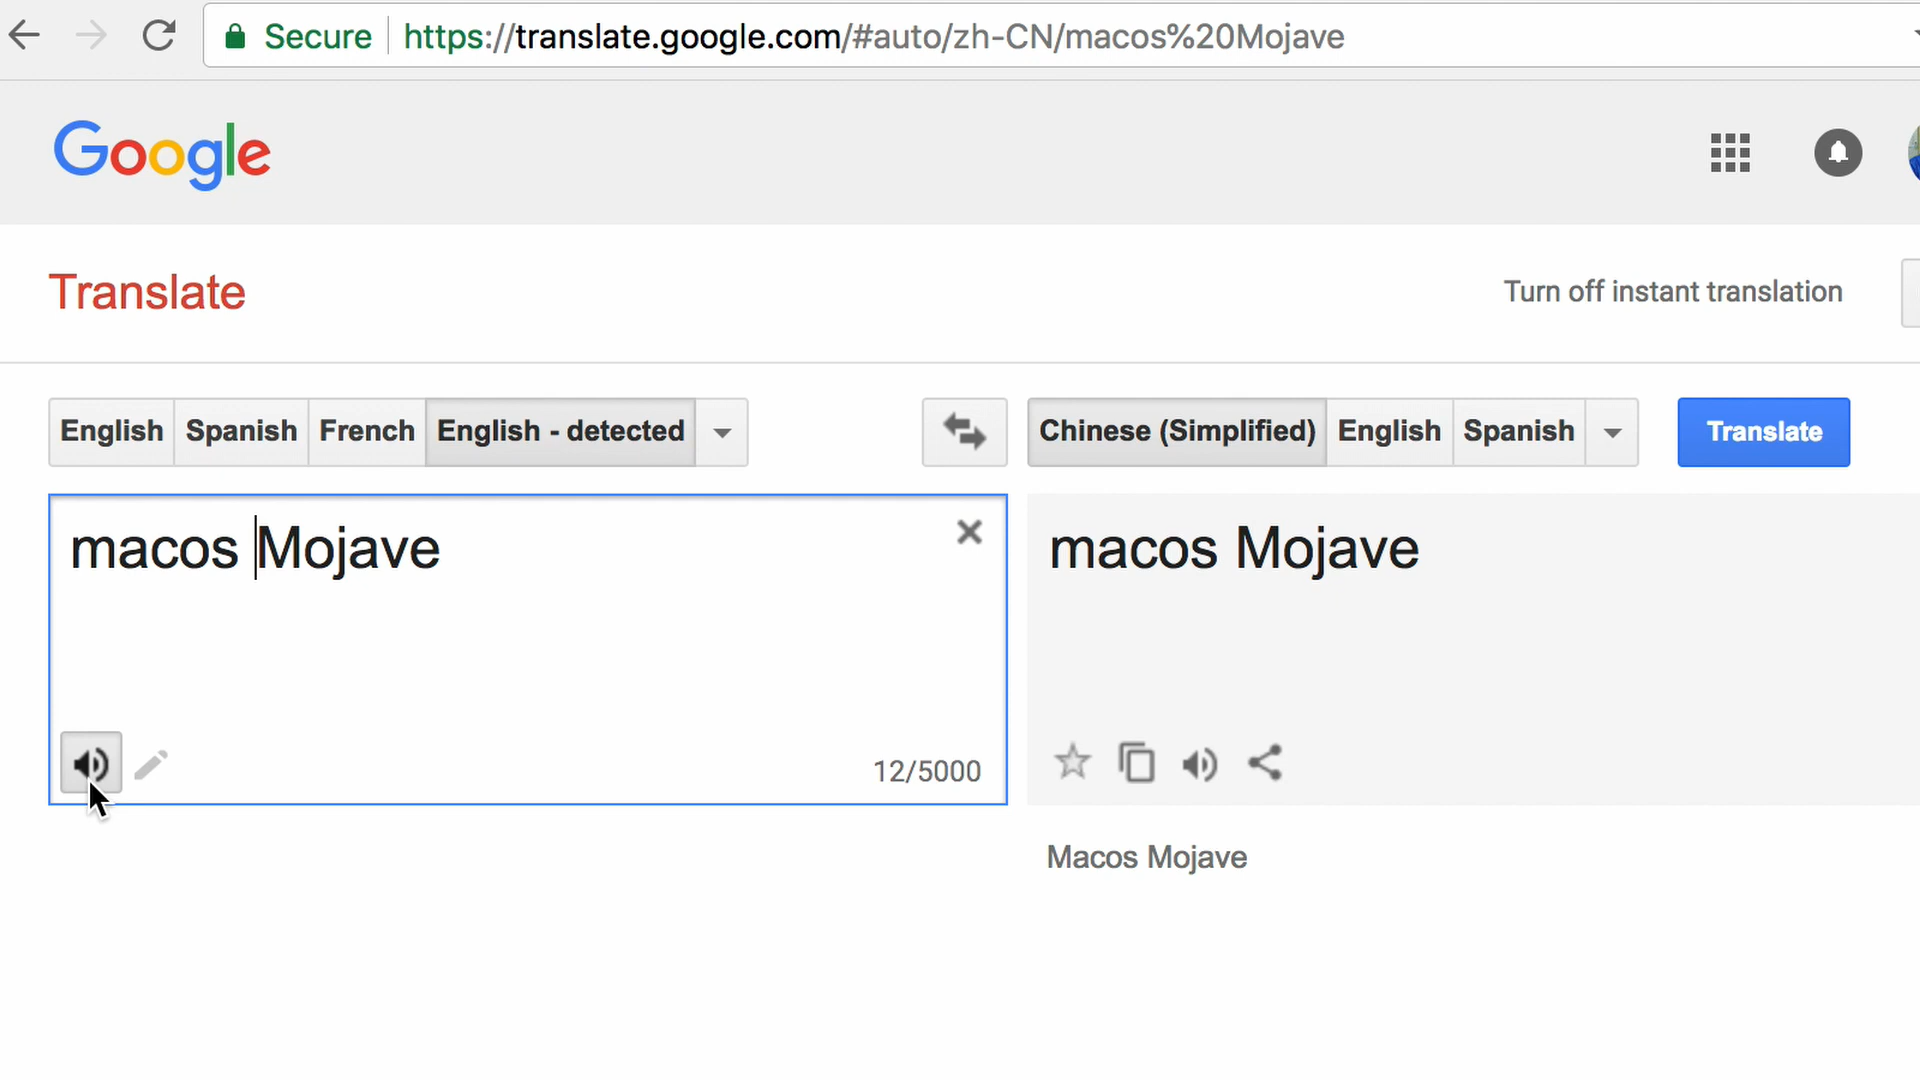 Secure https://translate.google.com/#auto/zh-CN/macos%20Mojave
Google
Translate
Turn off instant translation
English Spanish French English - detected Chinese (Simplified) English Spanish Translate
macos Mojave
macos Mojave
12/5000
Macos Mojave